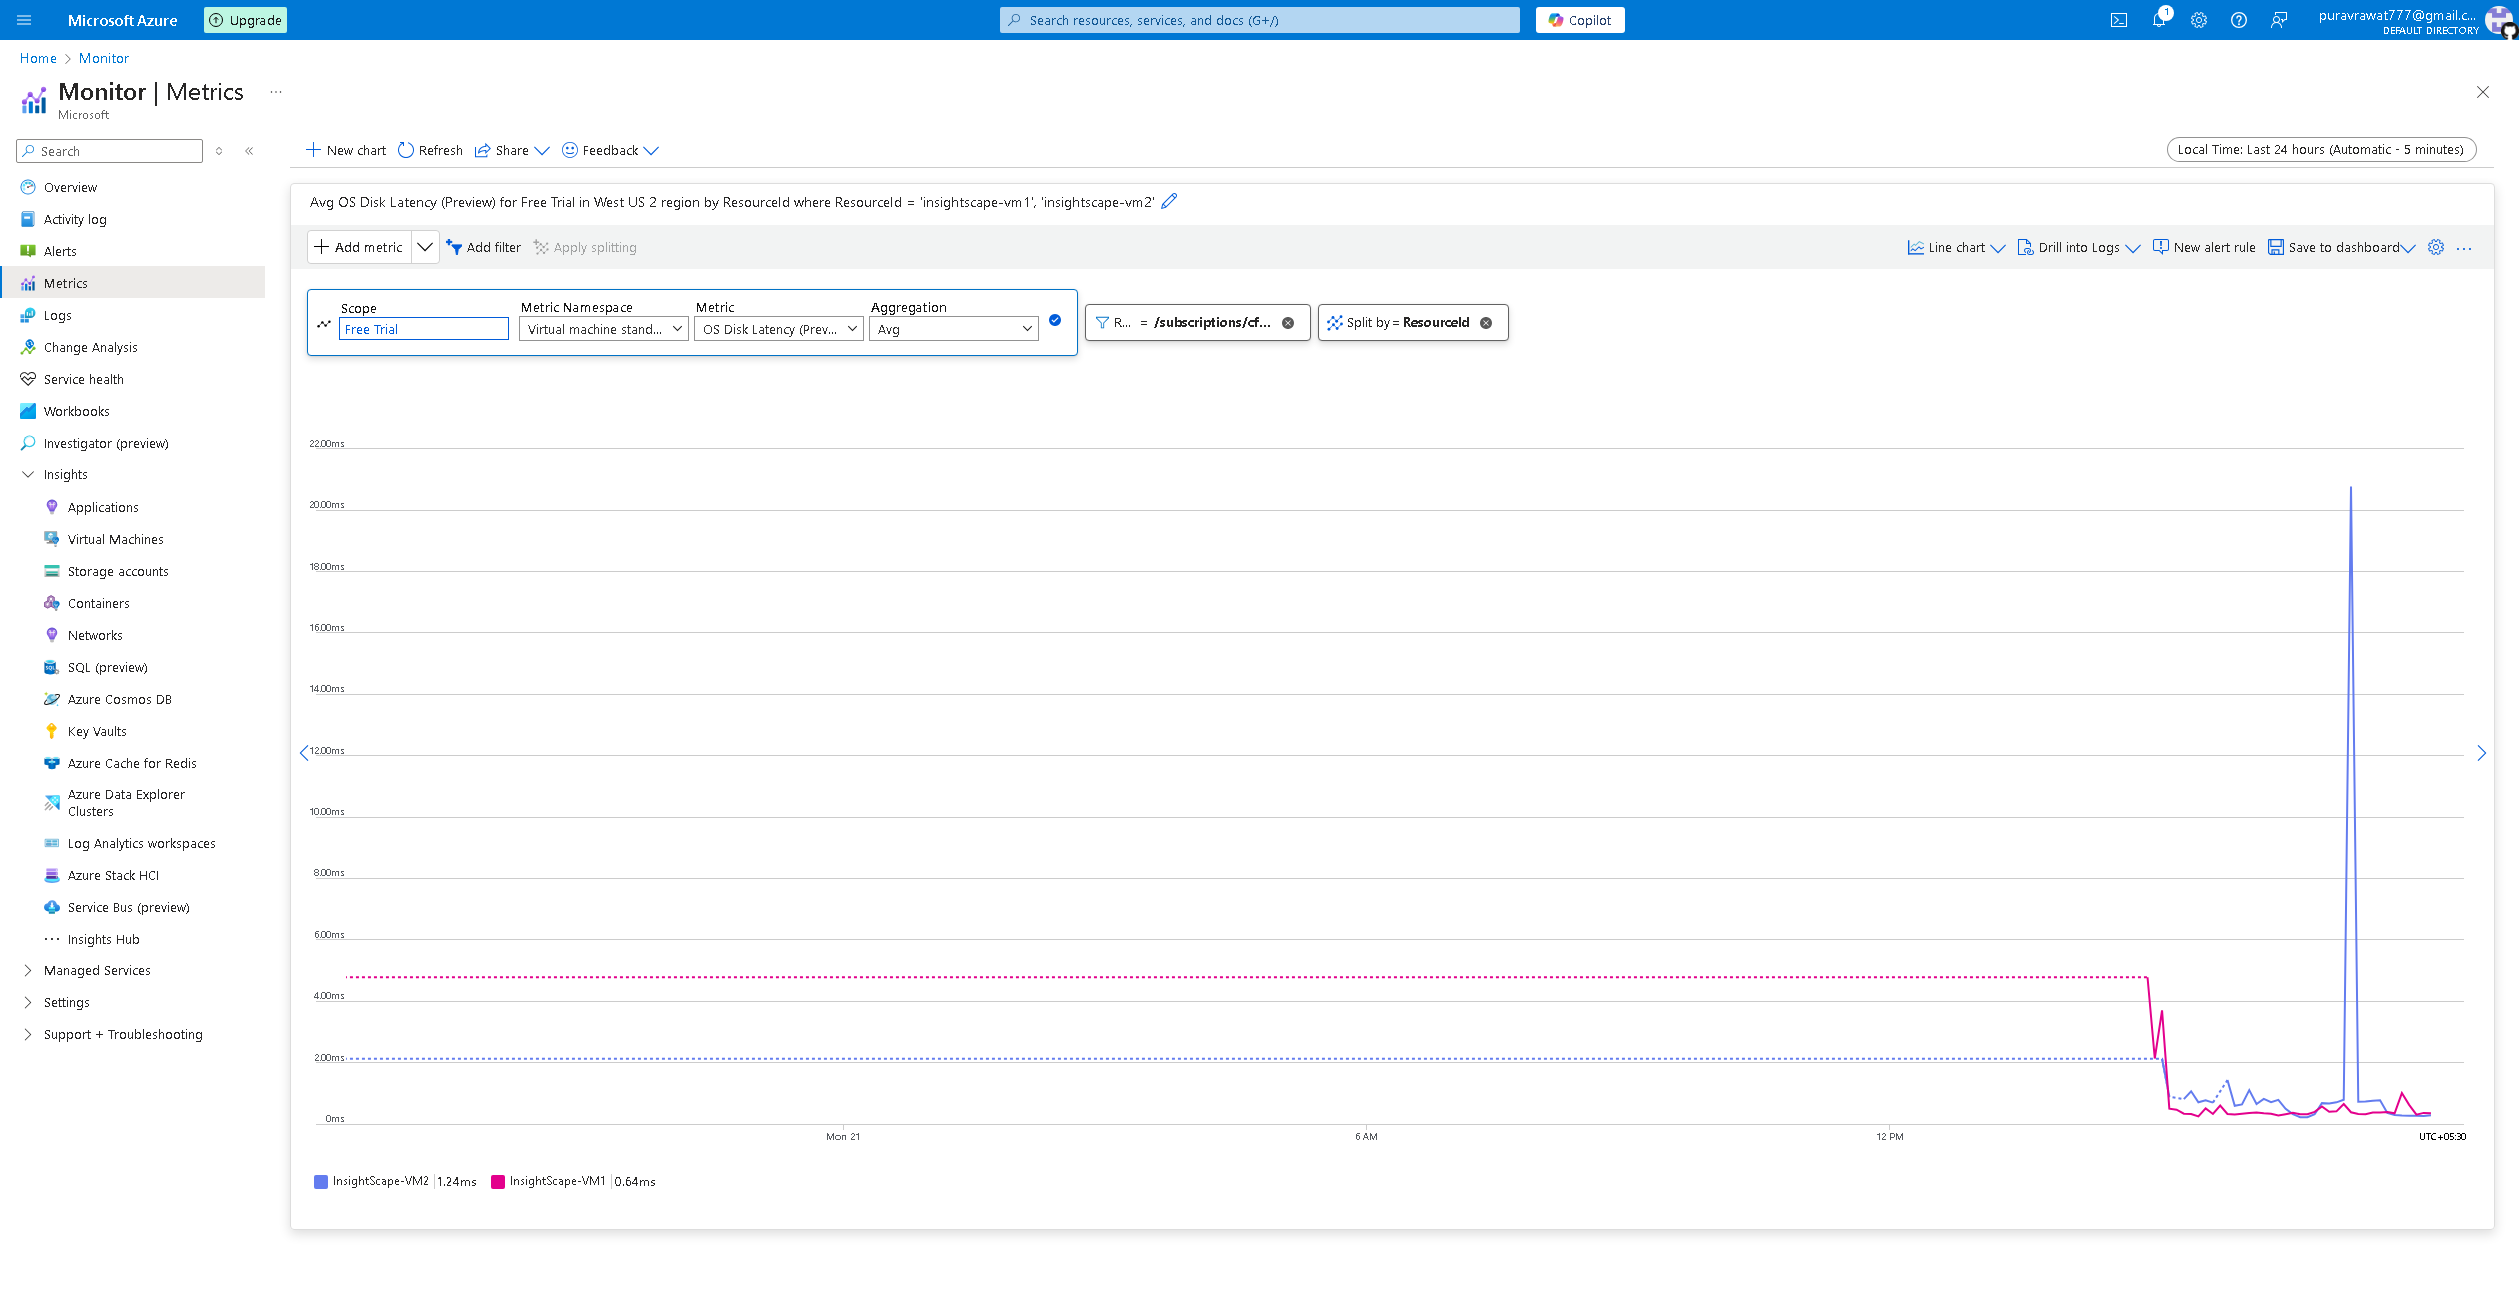 Microsoft Azure
Upgrade
Search resources, services, and docs (G+/)
Copilot
1
puravrawat777@gmail.c...
DEFAULT DIRECTORY
Home > Monitor
Monitor | Metrics ...
Microsoft
Search
Overview
Activity log
Alerts
Metrics
Logs
Change Analysis
Service health
Workbooks
Investigator (preview)
Insights
Applications
Virtual Machines
Storage accounts
Containers
Networks
SQL (preview)
SQL
Azure Cosmos DB
Key Vaults
Azure Cache for Redis
Azure Data Explorer
Clusters
Log Analytics workspaces
Azure Stack HCI
Service Bus (preview)
Insights Hub
Managed Services
Settings
Support + Troubleshooting
New chart Refresh Share Feedback
Local Time: Last 24 hours (Automatic - 5 minutes)
Avg OS Disk Latency (Preview) for Free Trial in West US 2 region by ResourceId where ResourceId = 'insightscape-vm1', 'insightscape-vm2'
Add metric Add filter Apply splitting
Line chart Drill into Logs New alert rule Save to dashboard ...
Scope Metric Namespace Metric Aggregation
Free Trial Virtual machine stand... OS Disk Latency (Prev... Avg
R... = /subscriptions/cf...
Split by = ResourceId
22.00ms
20.00ms
18.00ms
16.00ms
14.00ms
12.00ms
10.00ms
8.00ms
6.00ms
4.00ms
2.00ms
0ms
Mon 21 6 AM 12 PM UTC+05:30
InsightScape-VM2 | 1.24ms InsightScape-VM1 | 0.64ms